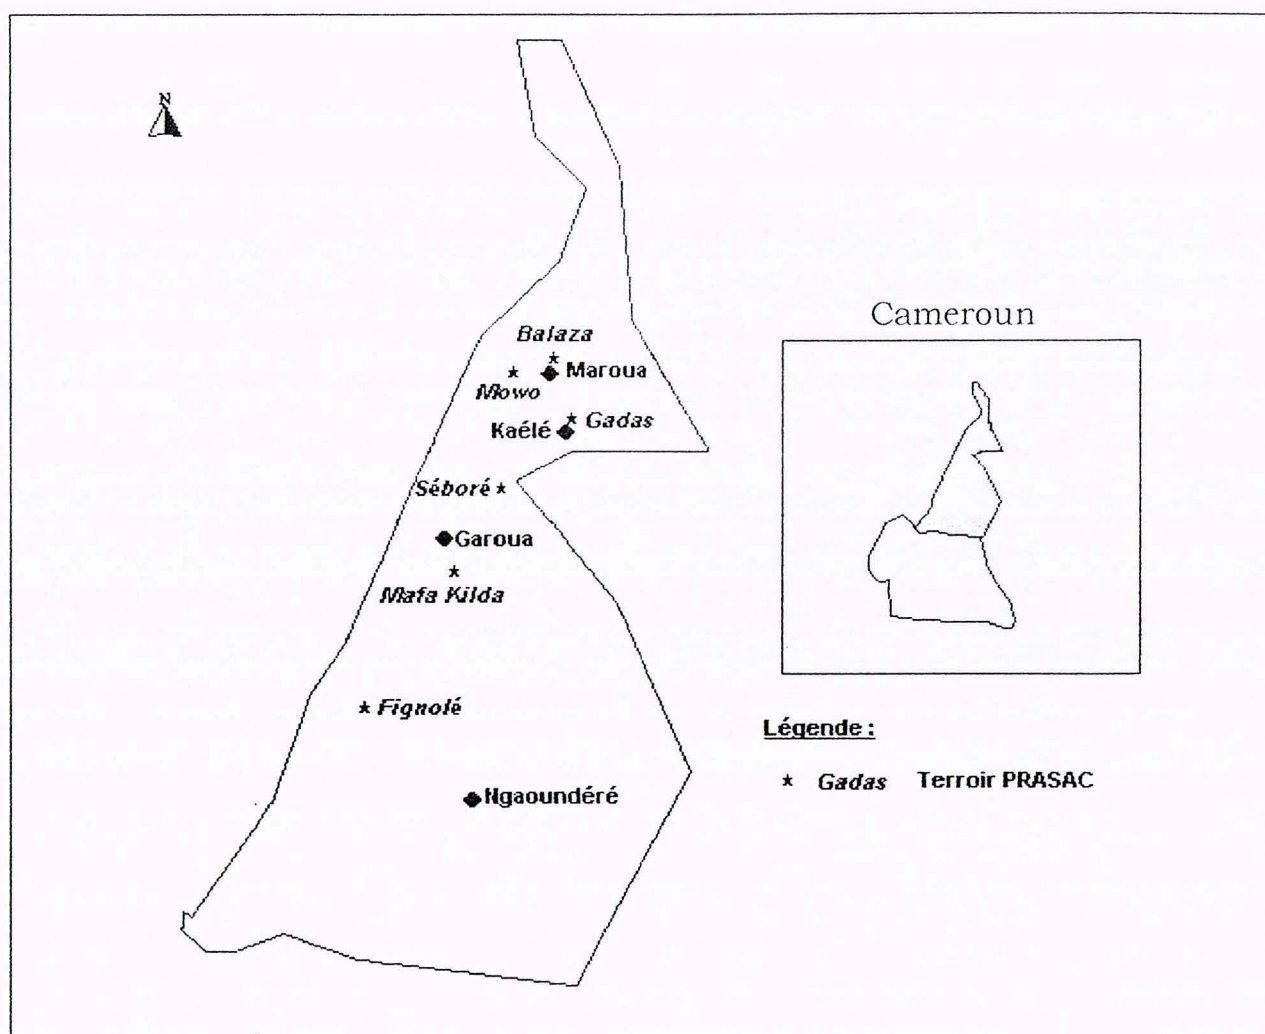 N
Cameroun
Balaza
Maroua
Mowo
Gadas
Kaélé
Séboré
Garoua
Mafa Kilda
Fignolé
Légende :
Gadas Terroir PRASAC
Ngaoundéré